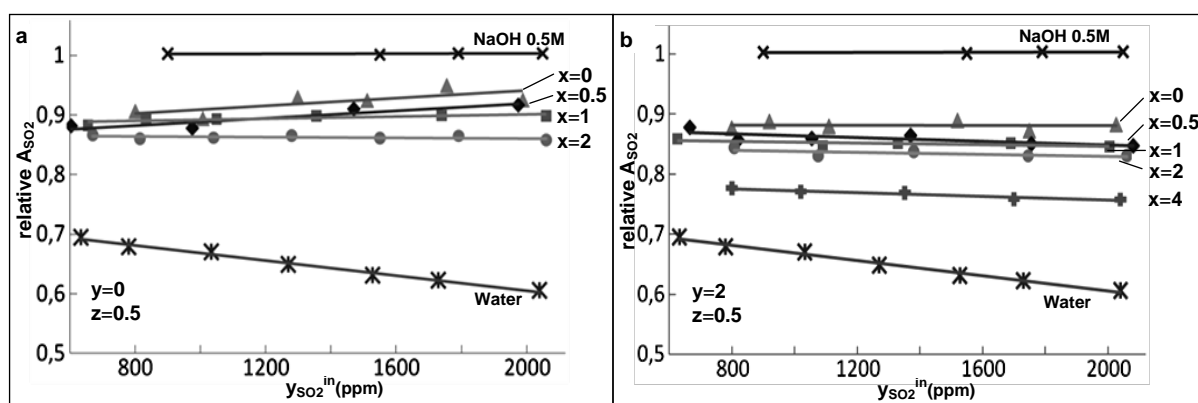 a
NaOH 0.5M
x=0
x=0.5
x=1
x=2
relative A_SO2
1
0,9
0,8
0,7
0,6
0,5
Water
y=0
z=0.5
800
1200
1600
2000
y_SO2^in (ppm)
b
NaOH 0.5M
x=0
x=0.5
x=1
x=2
x=4
relative A_SO2
1
0,9
0,8
0,7
0,6
0,5
Water
y=2
z=0.5
800
1200
1600
2000
y_SO2^in (ppm)